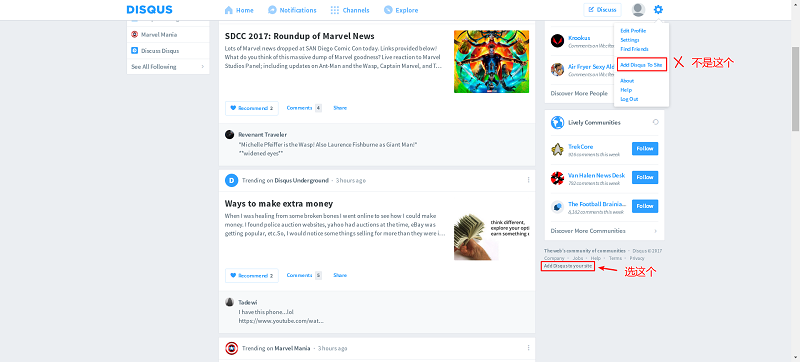 DISQUS
Home
Notifications
Channels
Explore
Discuss
Marvel Mania
Discuss Disqus
See All Following
SDCC 2017: Roundup of Marvel News
Lots of Marvel news dropped at SAN Diego Comic Con today. Links provided below!
What do you think of this massive dump of Marvel goodness? Live reaction to Marvel
Studios Panel; including updates on Ant-Man and the Wasp, Captain Marvel, and f...
Recommend 2
Comments 4
Share
Revenant Traveler
"Michelle Pfeiffer is the Wasp! Also Laurence Fishburne as Giant Man!"
**widened eyes**
D
Trending on Disqus Underground · 3 hours ago
Ways to make extra money
When I was healing from some broken bones I went online to see how I could make
money. I found police auction websites, yahoo had auctions at the time, eBay was
getting popular, etc.So, I would notice some things selling for more than they were i...
think different,
explore your opti
earn something
Recommend 2
Comments 5
Share
Tadewi
I have this phone...lol
https://www.youtube.com/wat...
Trending on Marvel Mania · 3 hours ago
Krookus
Comments on We Her
Air Fryer Sexy Ald
Comments on We Her
Discover More People
Edit Profile
Settings
Find Friends
Add Disqus To Site
About
Help
Log Out
不是这个
Lively Communities
TrekCore
Follow
Van Halen News Desk
792 comments this week
Follow
The Football Brainia...
6,162 comments this week
Follow
Discover More Communities
The web's community of communities · Disqus © 2017
Company · Jobs · Help · Terms · Privacy
Add Disqus to your site
选这个